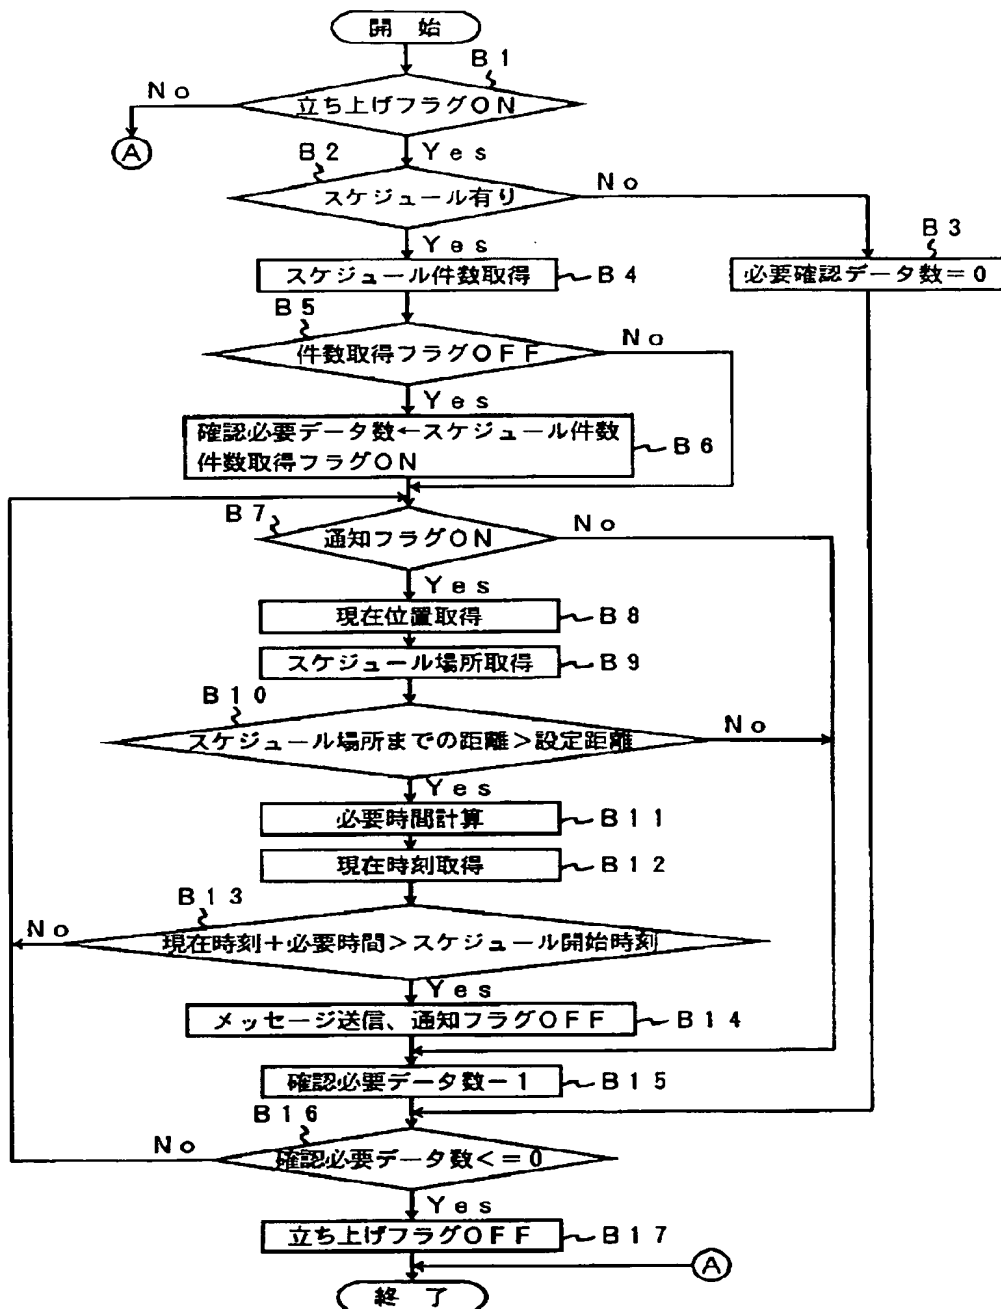 開 始
B1
No
立ち上げフラグON
A
Yes
B2
スケジュール有り
No
Yes
B3
スケジュール件数取得
B4
必要確認データ数=0
B5
件数取得フラグOFF
No
Yes
確認必要データ数←スケジュール件数
件数取得フラグON
B6
B7
通知フラグON
No
Yes
現在位置取得
B8
スケジュール場所取得
B9
B10
スケジュール場所までの距離>設定距離
No
Yes
必要時間計算
B11
現在時刻取得
B12
B13
No
現在時刻+必要時間>スケジュール開始時刻
Yes
メッセージ送信、通知フラグOFF
B14
確認必要データ数-1
B15
B16
No
確認必要データ数<=0
Yes
立ち上げフラグOFF
B17
A
終 了